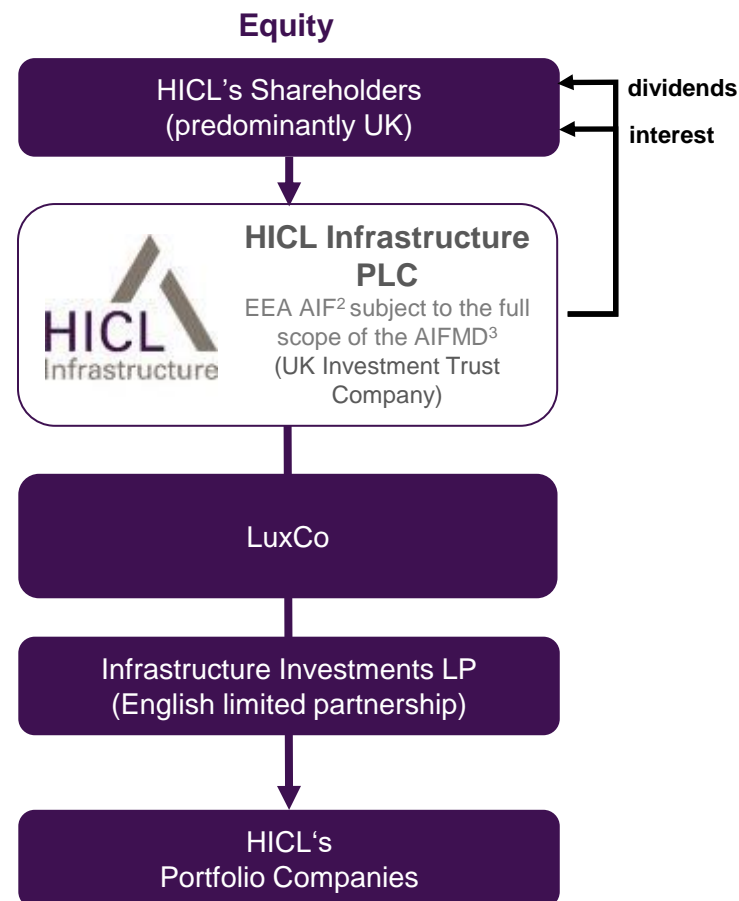 Equity
HICL's Shareholders
(predominantly UK)
dividends
interest
HICL
Infrastructure
HICL Infrastructure
PLC
EEA AIF² subject to the full
scope of the AIFMD³
(UK Investment Trust
Company)
LuxCo
Infrastructure Investments LP
(English limited partnership)
HICL‘s
Portfolio Companies